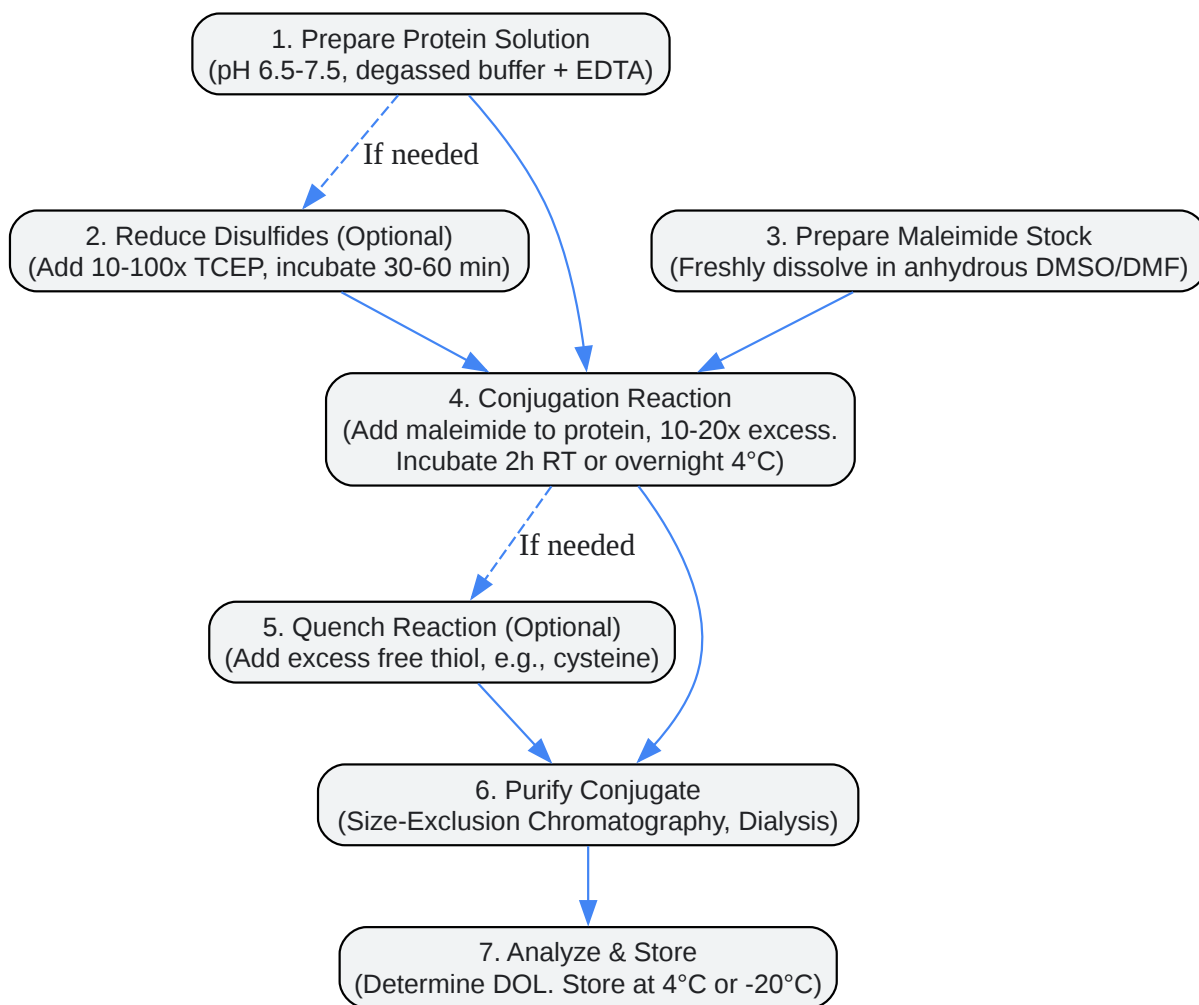 1. Prepare Protein Solution
(pH 6.5-7.5, degassed buffer + EDTA)
If needed
2. Reduce Disulfides (Optional)
(Add 10-100x TCEP, incubate 30-60 min)
3. Prepare Maleimide Stock
(Freshly dissolve in anhydrous DMSO/DMF)
4. Conjugation Reaction
(Add maleimide to protein, 10-20x excess.
Incubate 2h RT or overnight 4°C)
If needed
5. Quench Reaction (Optional)
(Add excess free thiol, e.g., cysteine)
6. Purify Conjugate
(Size-Exclusion Chromatography, Dialysis)
7. Analyze & Store
(Determine DOL. Store at 4°C or -20°C)